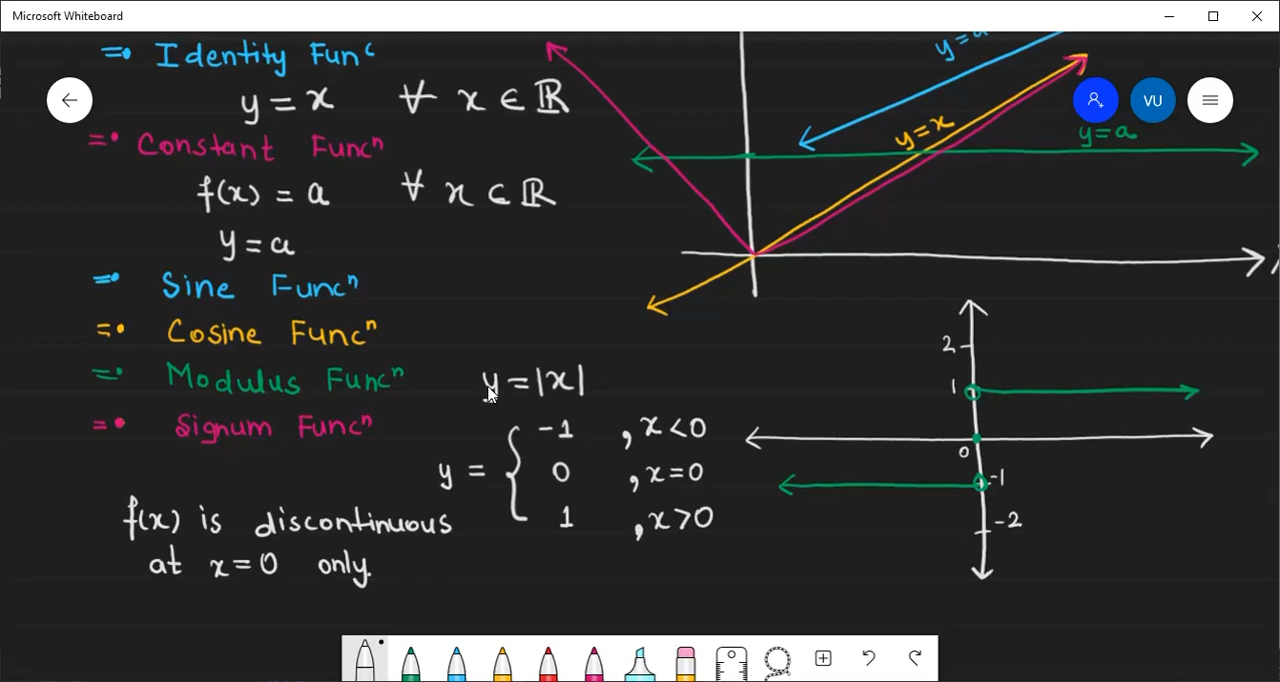 Microsoft Whiteboard
=• Identity Func
y = x ∀ x ∈ ℝ
=• Constant Funcⁿ
f(x) = a ∀ x ∈ ℝ
y = a
=• Sine Funcⁿ
=• Cosine Funcⁿ
=• Modulus Funcⁿ y = |x|
=• Signum Funcⁿ
y = { -1 , x < 0
0 , x = 0
1 , x > 0
f(x) is discontinuous
at x = 0 only.
y = x
y = a
VU
2
1
0
-1
-2